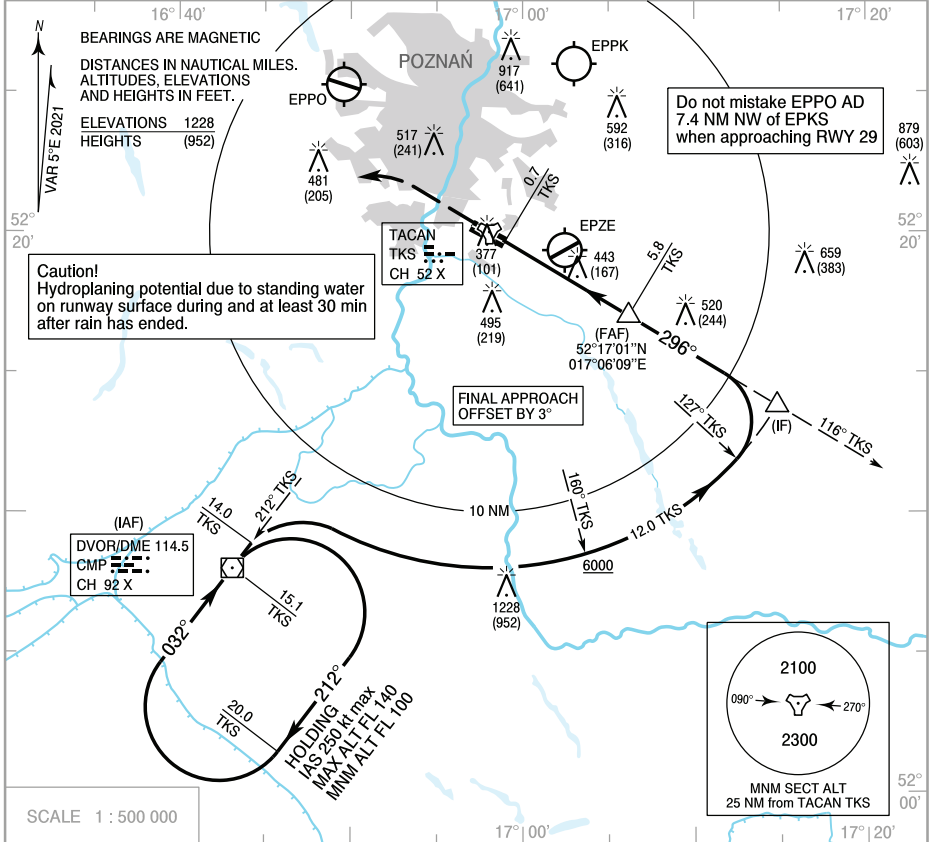 16°40'
17°00'
17°20'
N
VAR 5°E 2021
BEARINGS ARE MAGNETIC
DISTANCES IN NAUTICAL MILES.
ALTITUDES, ELEVATIONS
AND HEIGHTS IN FEET.
ELEVATIONS 1228
HEIGHTS (952)
POZNAŃ
EPPO
EPPK
917
(641)
592
(316)
517
(241)
481
(205)
Do not mistake EPPO AD
7.4 NM NW of EPKS
when approaching RWY 29
879
(603)
52°
20'
52°
20'
0.7
TKS
TACAN
TKS
CH 52 X
377
(101)
EPZE
443
(167)
5.8
TKS
659
(383)
Caution!
Hydroplaning potential due to standing water
on runway surface during and at least 30 min
after rain has ended.
495
(219)
520
(244)
(FAF)
52°17'01"N
017°06'09"E
296°
FINAL APPROACH
OFFSET BY 3°
127° TKS
(IF)
116° TKS
14.0
TKS
212° TKS
160° TKS
10 NM
12.0 TKS
6000
(IAF)
DVOR/DME 114.5
CMP
CH 92 X
15.1
TKS
1228
(952)
032°
212°
20.0
TKS
HOLDING
IAS 250 kt max
MAX ALT FL 140
MNM ALT FL 100
2100
090°
270°
2300
MNM SECT ALT
25 NM from TACAN TKS
52°
00'
SCALE 1 : 500 000
17°00'
17°20'